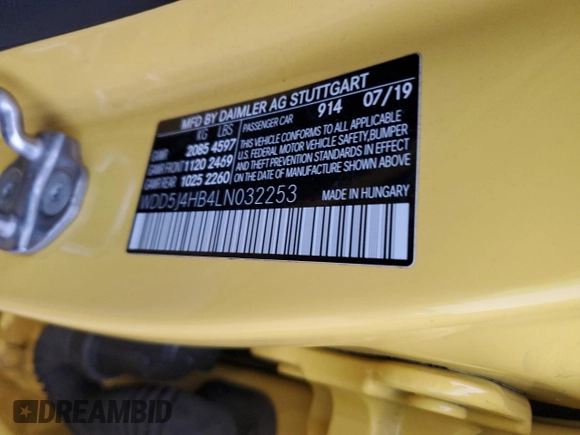 MFD BY DAIMLER AG STUTTGART
KG LBS PASSENGER CAR 914 07/19
GVWR 2085 4597
GAWR FRONT 1120 2469
GAWR REAR 1025 2260
THIS VEHICLE CONFORMS TO ALL APPLICABLE
U.S. FEDERAL MOTOR VEHICLE SAFETY, BUMPER
AND THEFT PREVENTION STANDARDS IN EFFECT
ON THE DATE OF MANUFACTURE SHOWN ABOVE
WDD5J4HB4LN032253 MADE IN HUNGARY
DREAMBID